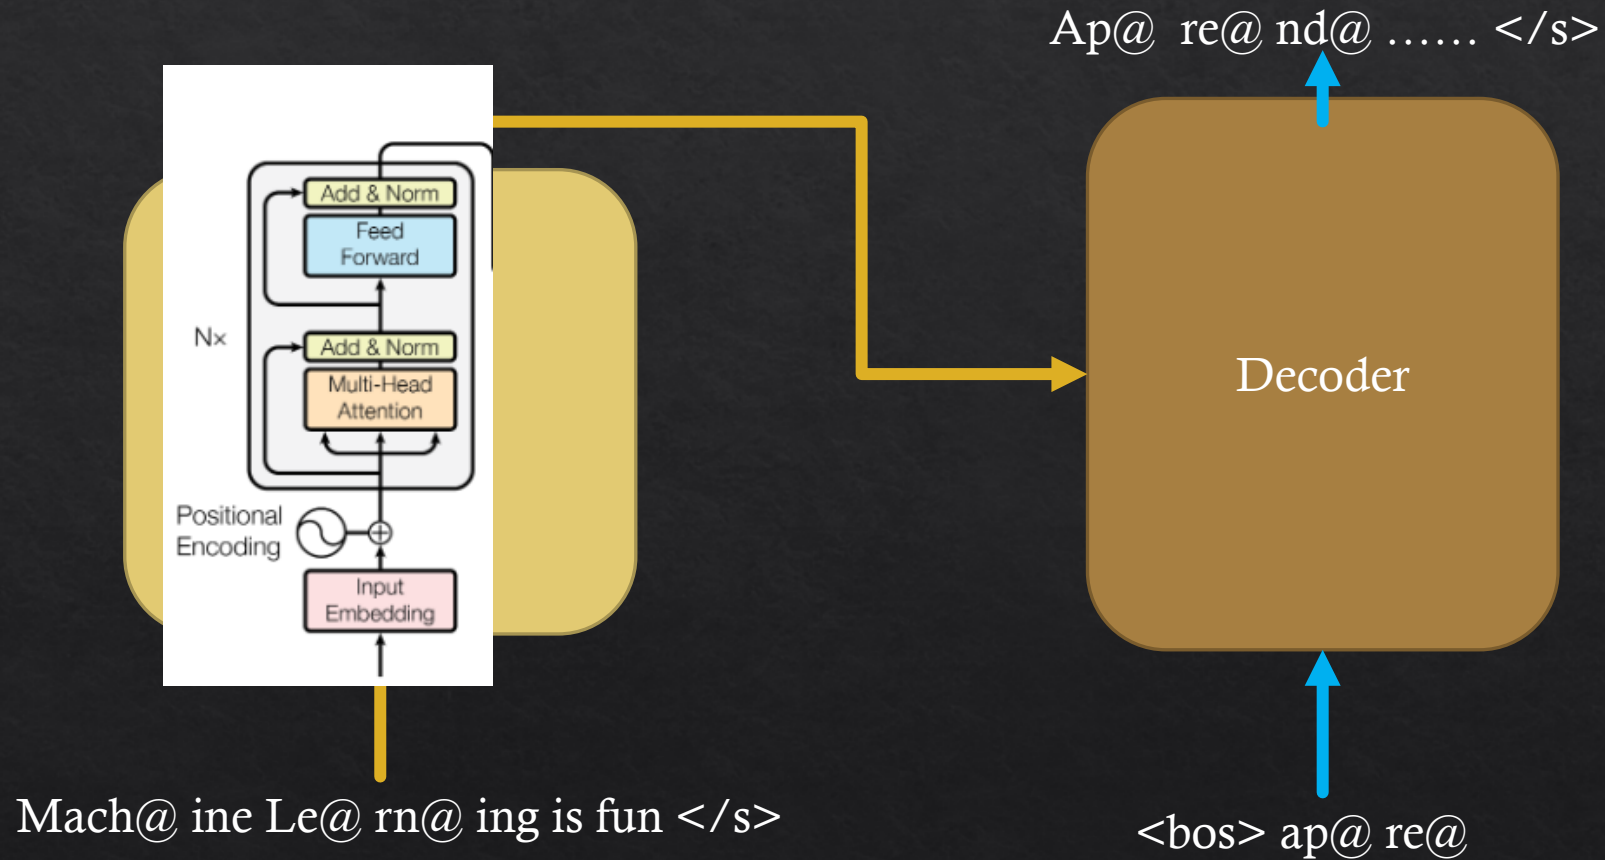 Ap@ re@ nd@ ...... </s>
Add & Norm
Feed
Forward
N×
Add & Norm
Multi-Head
Attention
Positional
Encoding
Input
Embedding
Decoder
Mach@ ine Le@ rn@ ing is fun </s>
<bos> ap@ re@